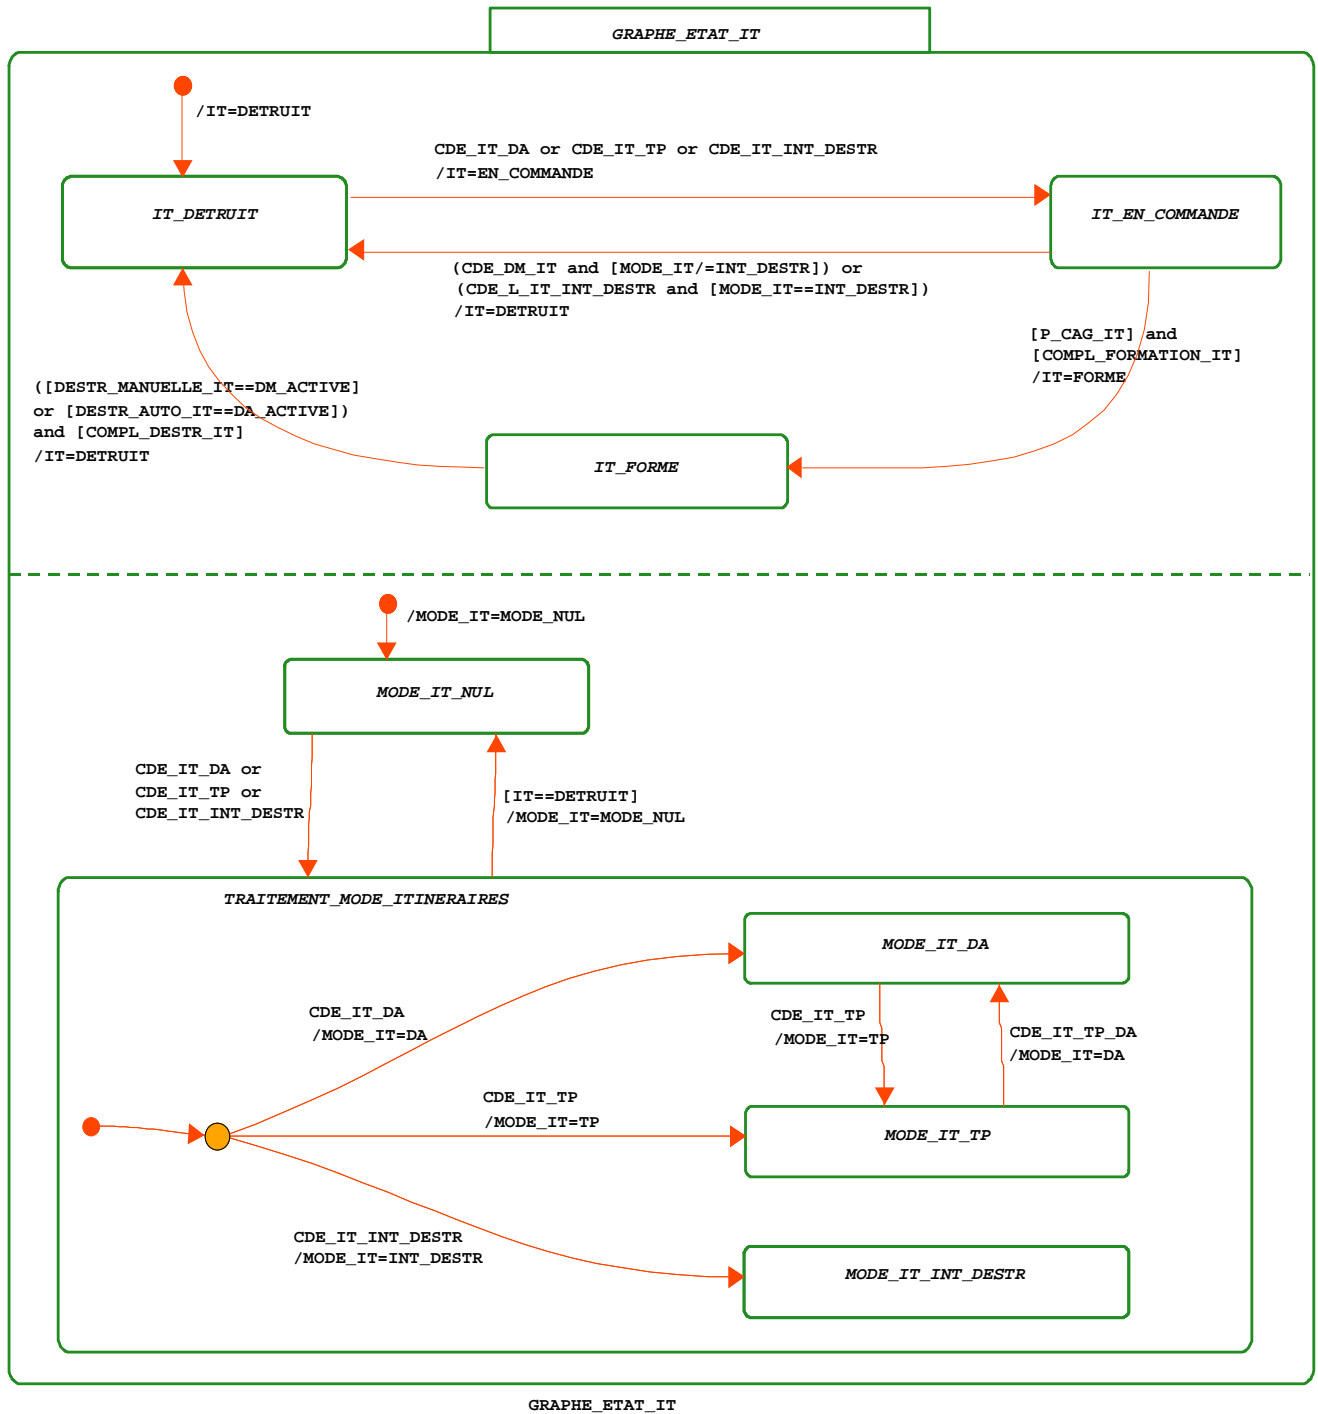 GRAPHE_ETAT_IT
/IT=DETRUIT
CDE_IT_DA or CDE_IT_TP or CDE_IT_INT_DESTR
/IT=EN_COMMANDE
IT_DETRUIT
IT_EN_COMMANDE
(CDE_DM_IT and [MODE_IT/=INT_DESTR]) or
(CDE_L_IT_INT_DESTR and [MODE_IT==INT_DESTR])
/IT=DETRUIT
[P_CAG_IT] and
[COMPL_FORMATION_IT]
/IT=FORME
([DESTR_MANUELLE_IT==DM_ACTIVE]
or [DESTR_AUTO_IT==DA_ACTIVE])
and [COMPL_DESTR_IT]
/IT=DETRUIT
IT_FORME
/MODE_IT=MODE_NUL
MODE_IT_NUL
CDE_IT_DA or
CDE_IT_TP or
CDE_IT_INT_DESTR
[IT==DETRUIT]
/MODE_IT=MODE_NUL
TRAITEMENT_MODE_ITINERAIRES
MODE_IT_DA
CDE_IT_DA
/MODE_IT=DA
CDE_IT_TP
/MODE_IT=TP
CDE_IT_TP_DA
/MODE_IT=DA
CDE_IT_TP
/MODE_IT=TP
MODE_IT_TP
CDE_IT_INT_DESTR
/MODE_IT=INT_DESTR
MODE_IT_INT_DESTR
GRAPHE_ETAT_IT